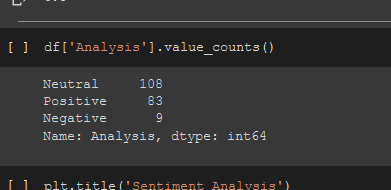 [ ] df['Analysis'].value_counts()
Neutral 108
Positive 83
Negative 9
Name: Analysis, dtype: int64
[ ] plt.title('Sentiment Analysis')